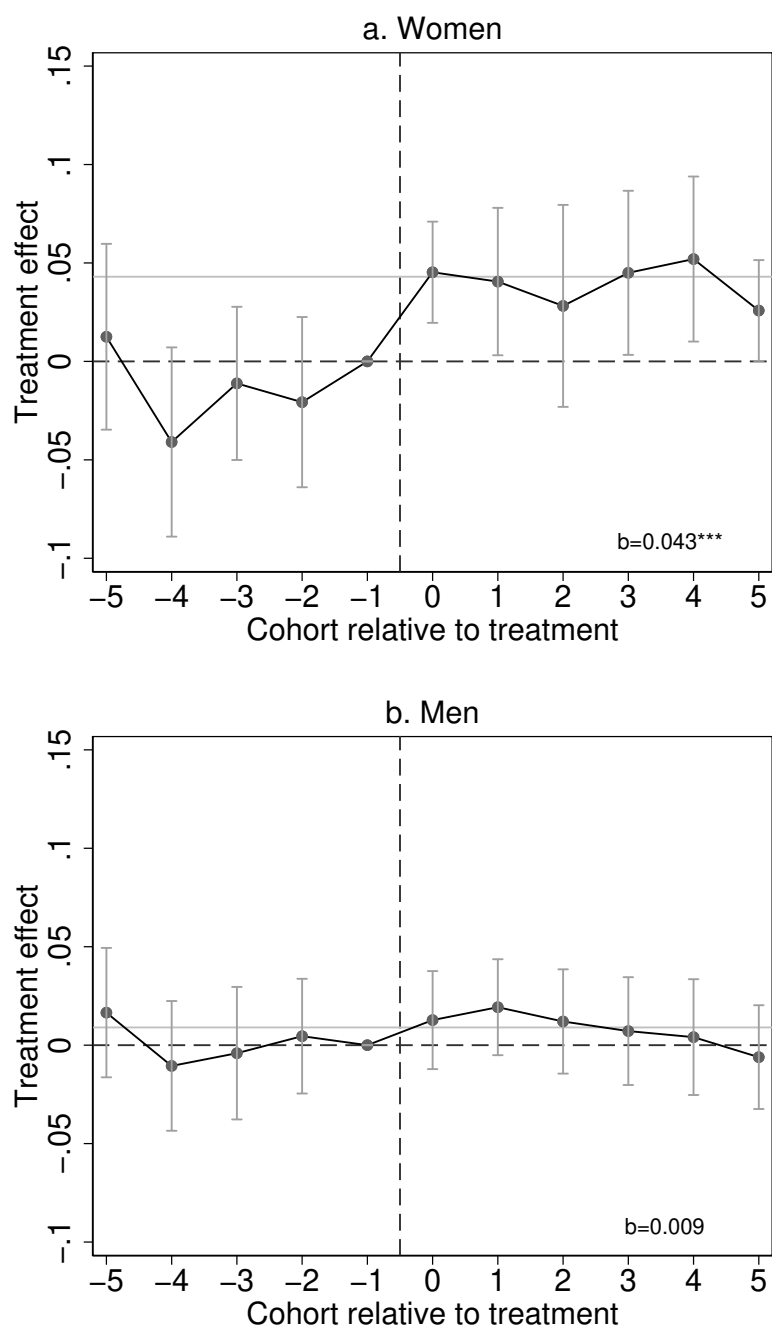 a. Women
Treatment effect
.15
.1
.05
0
−.05
−.1
b=0.043***
−5 −4 −3 −2 −1 0 1 2 3 4 5
Cohort relative to treatment
b. Men
Treatment effect
.15
.1
.05
0
−.05
−.1
b=0.009
−5 −4 −3 −2 −1 0 1 2 3 4 5
Cohort relative to treatment